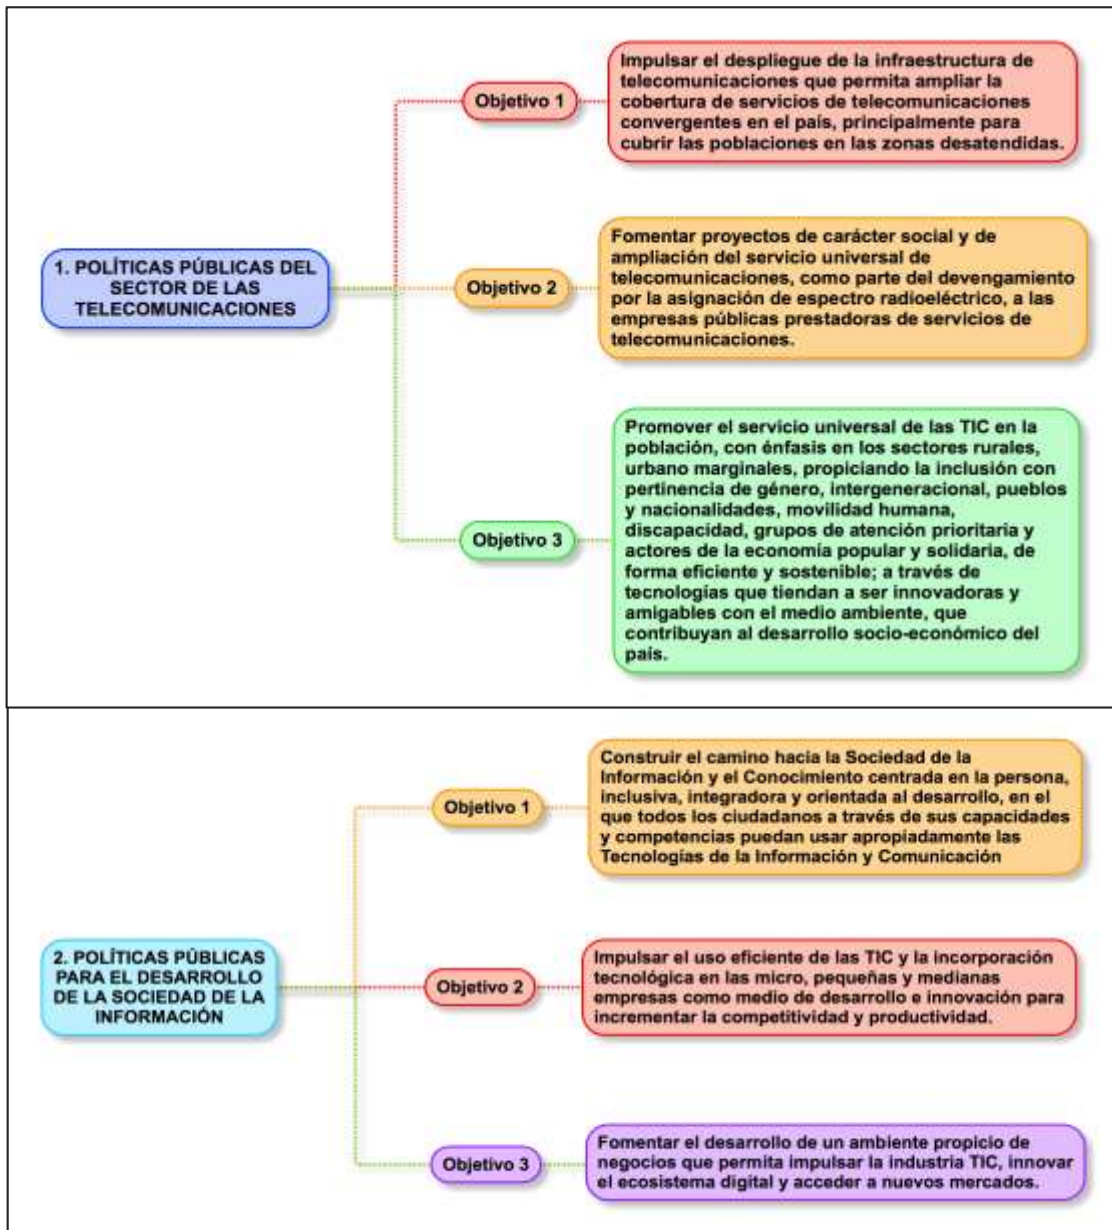 1. POLÍTICAS PÚBLICAS DEL
SECTOR DE LAS
TELECOMUNICACIONES
Objetivo 1
Impulsar el despliegue de la infraestructura de
telecomunicaciones que permita ampliar la
cobertura de servicios de telecomunicaciones
convergentes en el país, principalmente para
cubrir las poblaciones en las zonas desatendidas.
Objetivo 2
Fomentar proyectos de carácter social y de
ampliación del servicio universal de
telecomunicaciones, como parte del devengamiento
por la asignación de espectro radioeléctrico, a las
empresas públicas prestadoras de servicios de
telecomunicaciones.
Objetivo 3
Promover el servicio universal de las TIC en la
población, con énfasis en los sectores rurales,
urbano marginales, propiciando la inclusión con
pertinencia de género, intergeneracional, pueblos
y nacionalidades, movilidad humana,
discapacidad, grupos de atención prioritaria y
actores de la economía popular y solidaria, de
forma eficiente y sostenible; a través de
tecnologías que tiendan a ser innovadoras y
amigables con el medio ambiente, que
contribuyan al desarrollo socio-económico del
país.
2. POLÍTICAS PÚBLICAS
PARA EL DESARROLLO
DE LA SOCIEDAD DE LA
INFORMACIÓN
Objetivo 1
Construir el camino hacia la Sociedad de la
Información y el Conocimiento centrada en la persona,
inclusiva, integradora y orientada al desarrollo, en el
que todos los ciudadanos a través de sus capacidades
y competencias puedan usar apropiadamente las
Tecnologías de la Información y Comunicación
Objetivo 2
Impulsar el uso eficiente de las TIC y la incorporación
tecnológica en las micro, pequeñas y medianas
empresas como medio de desarrollo e innovación para
incrementar la competitividad y productividad.
Objetivo 3
Fomentar el desarrollo de un ambiente propicio de
negocios que permita impulsar la industria TIC, innovar
el ecosistema digital y acceder a nuevos mercados.